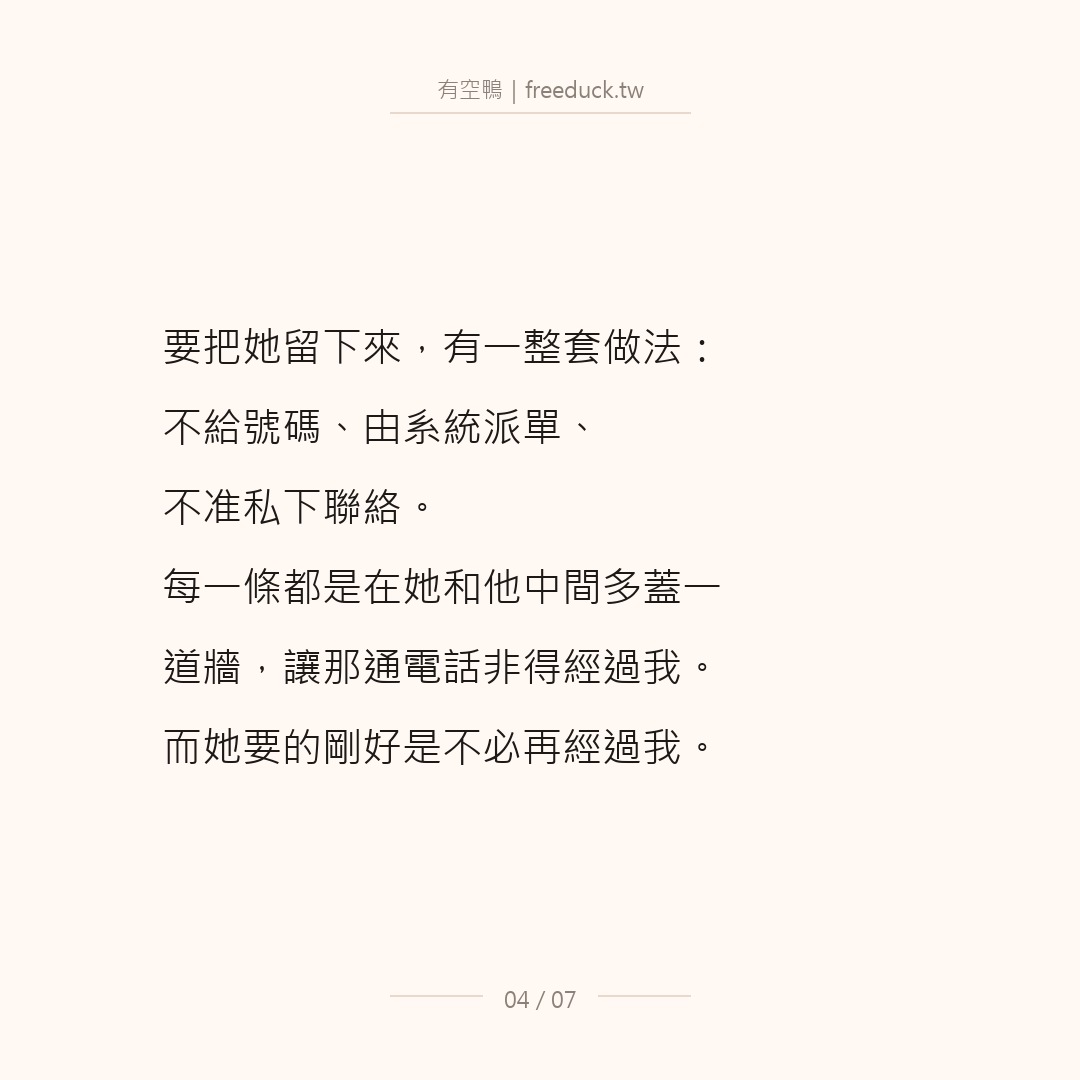 有空鴨｜freeduck.tw
要把她留下來，有一整套做法：
不給號碼、由系統派單、
不准私下聯絡。
每一條都是在她和他中間多蓋一
道牆，讓那通電話非得經過我。
而她要的剛好是不必再經過我。
04 / 07